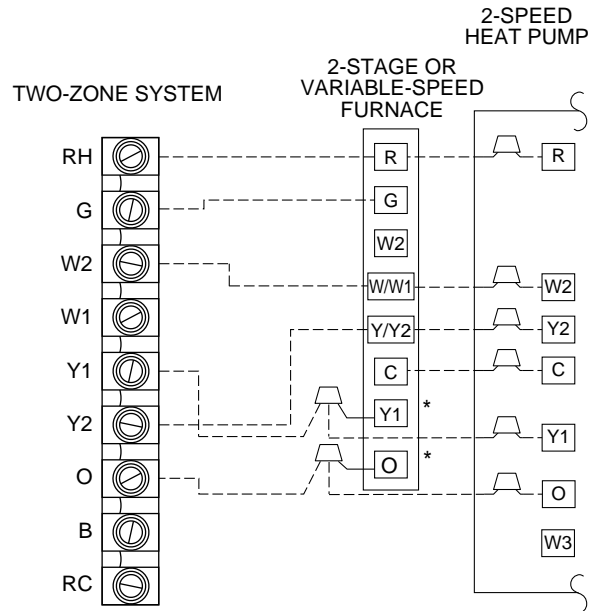 2-SPEED
HEAT PUMP
2-STAGE OR
VARIABLE-SPEED
FURNACE
TWO-ZONE SYSTEM
RH
G
W2
W1
Y1
Y2
O
B
RC
R
G
W2
W/W1
Y/Y2
C
Y1 *
O *
R
W2
Y2
C
Y1
O
W3